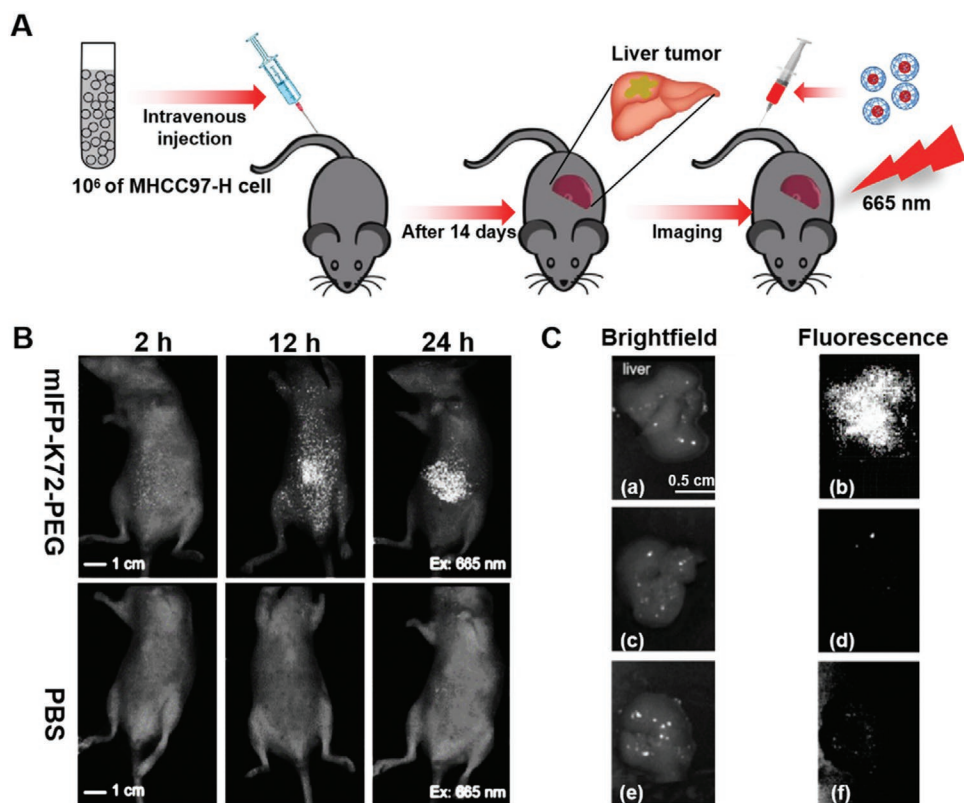 A
Intravenous
injection
10⁶ of MHCC97-H cell
After 14 days
Liver tumor
Imaging
665 nm
B
2 h
12 h
24 h
mIFP-K72-PEG
1 cm
Ex: 665 nm
PBS
1 cm
Ex: 665 nm
C
Brightfield
Fluorescence
liver
0.5 cm
(a)
(b)
(c)
(d)
(e)
(f)